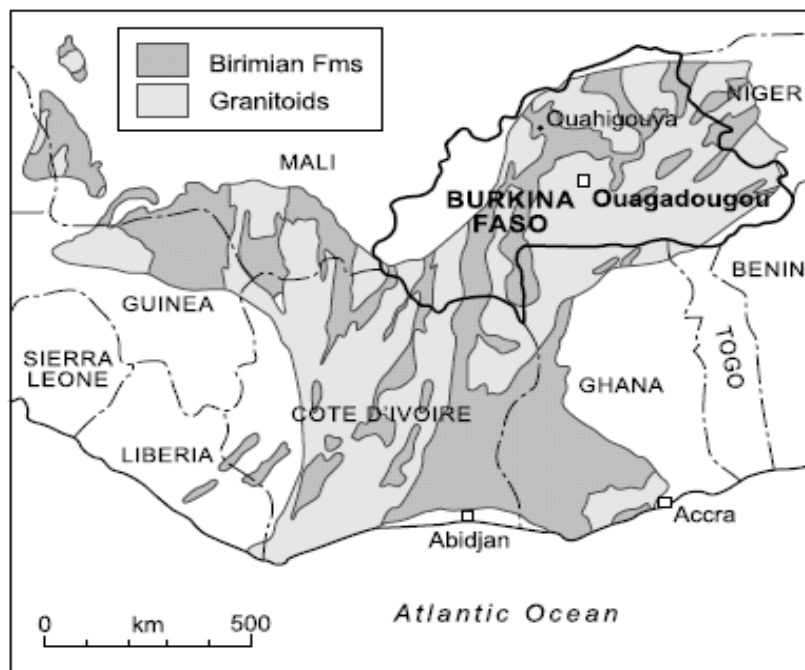 Birimian Fms
Granitoids
NIGER
Ouahigouya
MALI
BURKINA
FASO
Ouagadougou
BENIN
GUINEA
TOGO
SIERRA
LEONE
GHANA
CÔTE D'IVOIRE
LIBERIA
Accra
Abidjan
0 km 500
Atlantic Ocean